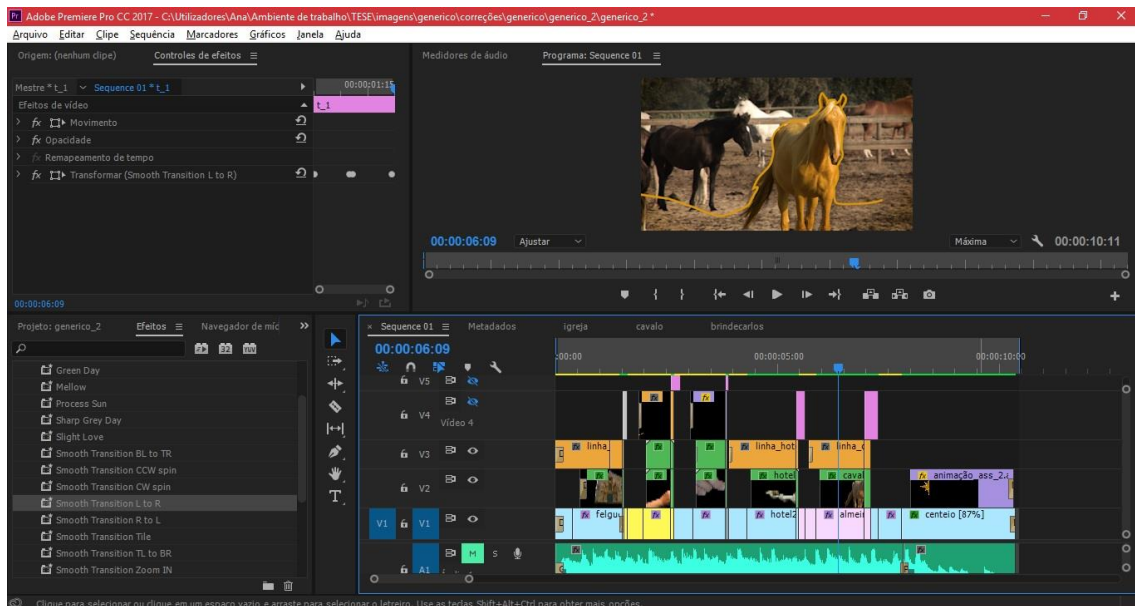 Adobe Premiere Pro CC 2017 - C:\Utilizadores\Ana\Ambiente de trabalho\TESE\imagens\generico\correções\generico\generico_2\generico_2 *
Arquivo Editar Clipe Sequência Marcadores Gráficos Janela Ajuda
Origem: (nenhum clipe) Controles de efeitos
Mestre * t_1 Sequence 01 * t_1 00:00:01:15
Efeitos de vídeo t_1
fx Movimento
fx Opacidade
fx Remapeamento de tempo
fx Transformar (Smooth Transition L to R)
00:00:06:09
Medidores de áudio Programa: Sequence 01
00:00:06:09 Ajustar Máxima 00:00:10:11
Projeto: generico_2 Efeitos Navegador de míc
32 YUV
Green Day
Mellow
Process Sun
Sharp Grey Day
Slight Love
Smooth Transition BL to TR
Smooth Transition CCW spin
Smooth Transition CW spin
Smooth Transition L to R
Smooth Transition R to L
Smooth Transition Tile
Smooth Transition TL to BR
Smooth Transition Zoom IN
Sequence 01 Metadados igreja cavalo brindecarlos
00:00:06:09
:00:00 00:00:05:00 00:00:10:00
V5
V4 Vídeo 4
V3 linha_ linha_hot linha_c
V2 hotel caval animação_ass_2.
V1 V1 felgu hotel2 almei centeio [87%]
A1 M S
Clique para selecionar ou clique em um espaço vazio e arraste para selecionar o letreiro. Use as teclas Shift+Alt+Ctrl para obter mais opções.